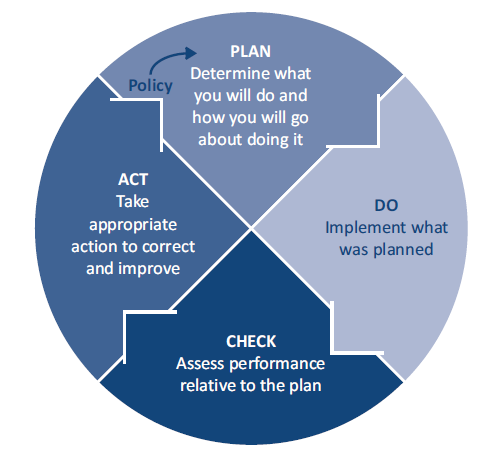 Policy
PLAN
Determine what
you will do and
how you will go
about doing it
DO
Implement what
was planned
CHECK
Assess performance
relative to the plan
ACT
Take
appropriate
action to correct
and improve